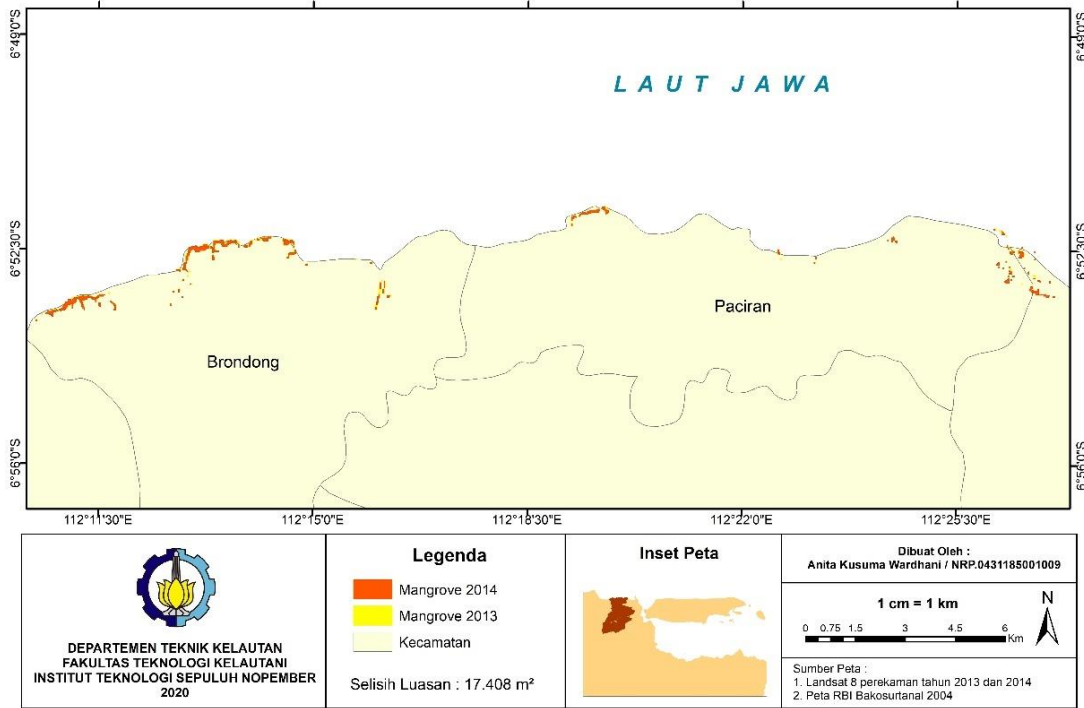 6°49'0"S
6°49'0"S
LAUT JAWA
6°52'30"S
6°52'30"S
Paciran
Brondong
6°56'0"S
6°56'0"S
112°11'30"E
112°15'0"E
112°18'30"E
112°22'0"E
112°25'30"E
DEPARTEMEN TEKNIK KELAUTAN
FAKULTAS TEKNOLOGI KELAUTANI
INSTITUT TEKNOLOGI SEPULUH NOPEMBER
2020
Legenda
Mangrove 2014
Mangrove 2013
Kecamatan
Selisih Luasan : 17.408 m²
Inset Peta
Dibuat Oleh :
Anita Kusuma Wardhani / NRP.0431185001009
1 cm = 1 km
N
0 0.75 1.5 3 4.5 6
Km
Sumber Peta :
1. Landsat 8 perekaman tahun 2013 dan 2014
2. Peta RBI Bakosurtanal 2004